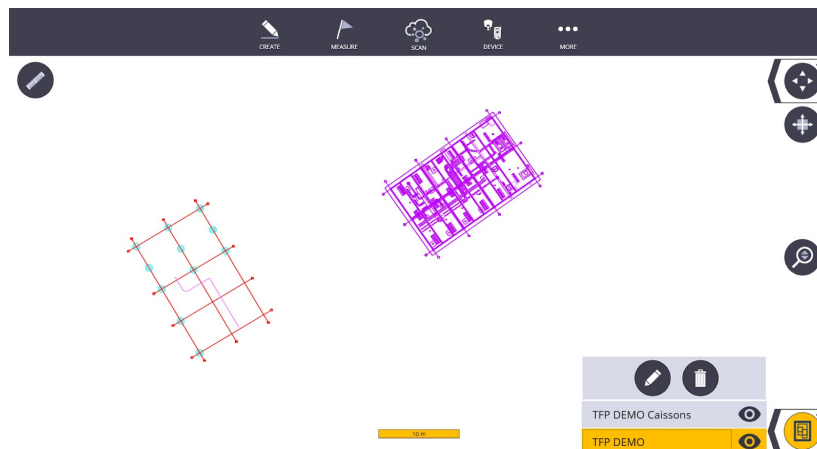 CREATE
MEASURE
SCAN
DEVICE
MORE
10 m
TFP DEMO Caissons
TFP DEMO